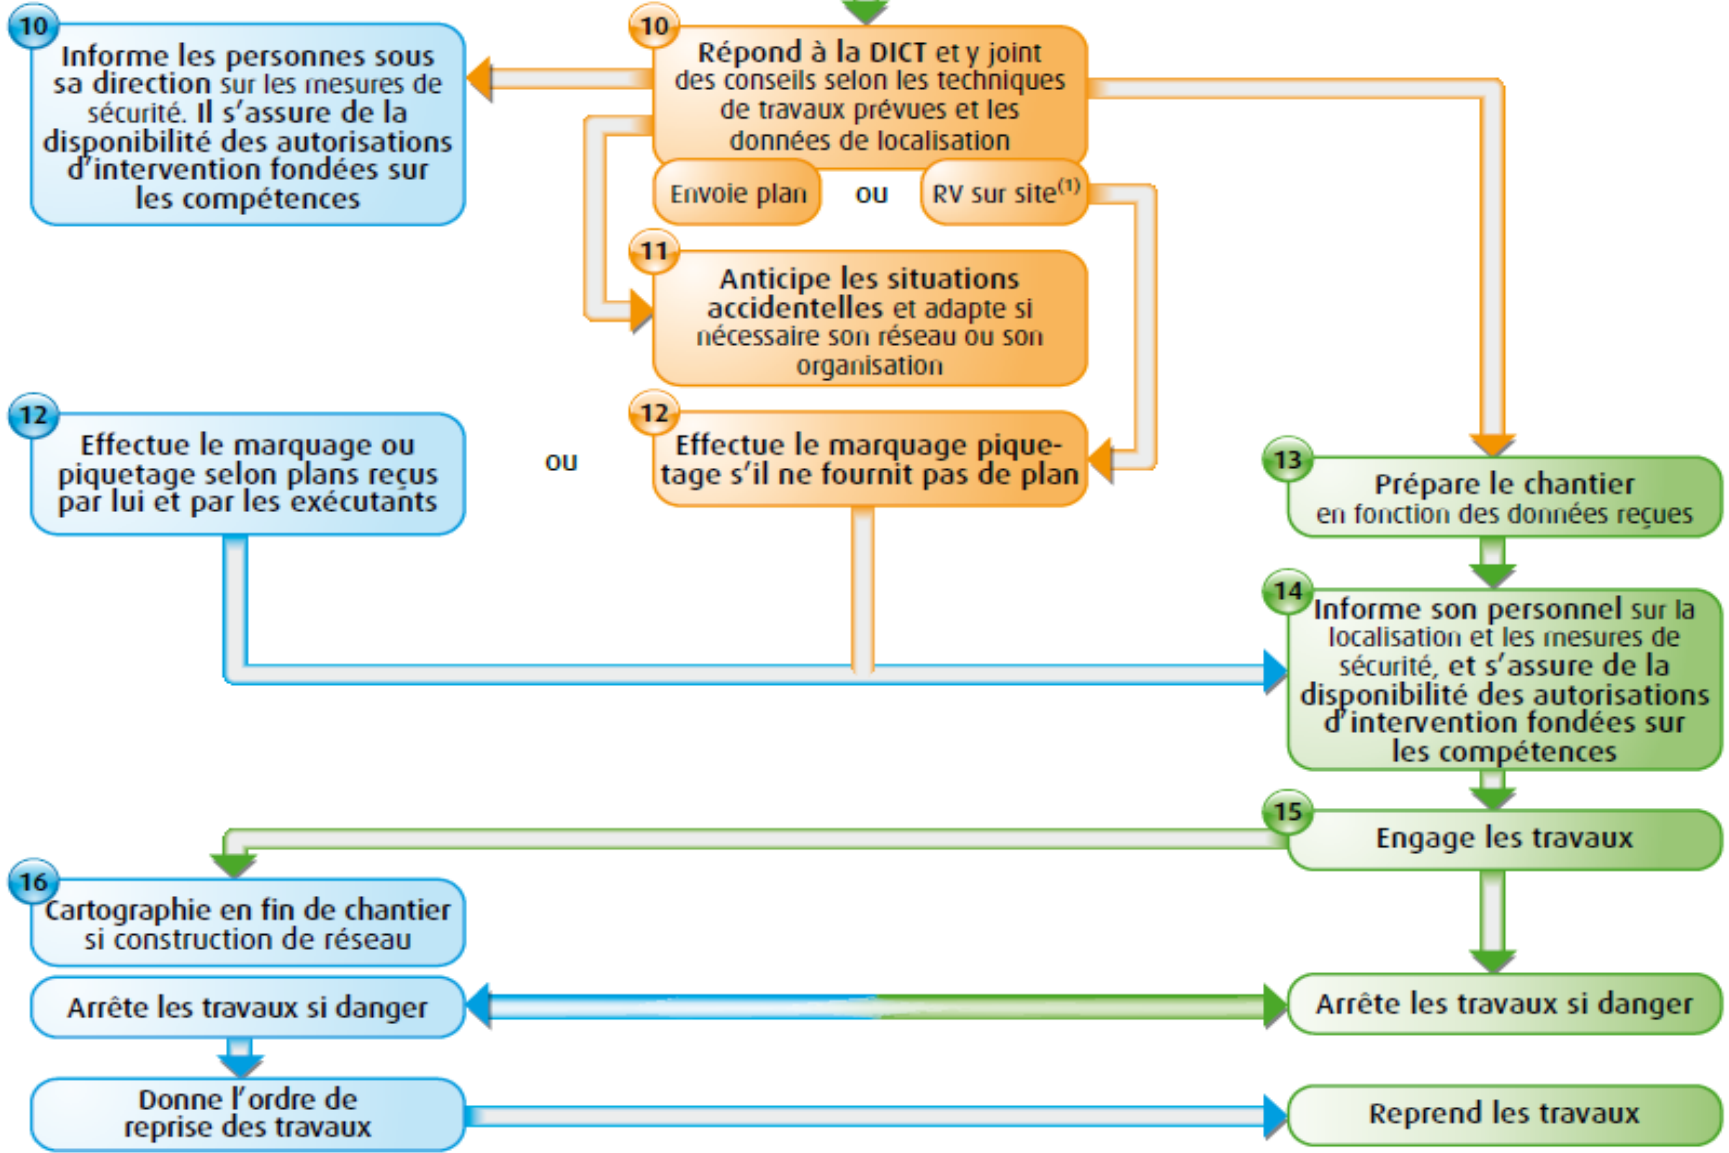 10
Informe les personnes sous
sa direction sur les mesures de
sécurité. Il s'assure de la
disponibilité des autorisations
d'intervention fondées sur
les compétences
10
Répond à la DICT et y joint
des conseils selon les techniques
de travaux prévues et les
données de localisation
Envoie plan
ou
RV sur site(1)
11
Anticipe les situations
accidentelles et adapte si
nécessaire son réseau ou son
organisation
12
Effectue le marquage ou
piquetage selon plans reçus
par lui et par les exécutants
ou
12
Effectue le marquage pique-
tage s'il ne fournit pas de plan
13
Prépare le chantier
en fonction des données reçues
14
Informe son personnel sur la
localisation et les mesures de
sécurité, et s'assure de la
disponibilité des autorisations
d'intervention fondées sur
les compétences
15
Engage les travaux
16
Cartographie en fin de chantier
si construction de réseau
Arrête les travaux si danger
Arrête les travaux si danger
Donne l'ordre de
reprise des travaux
Reprend les travaux